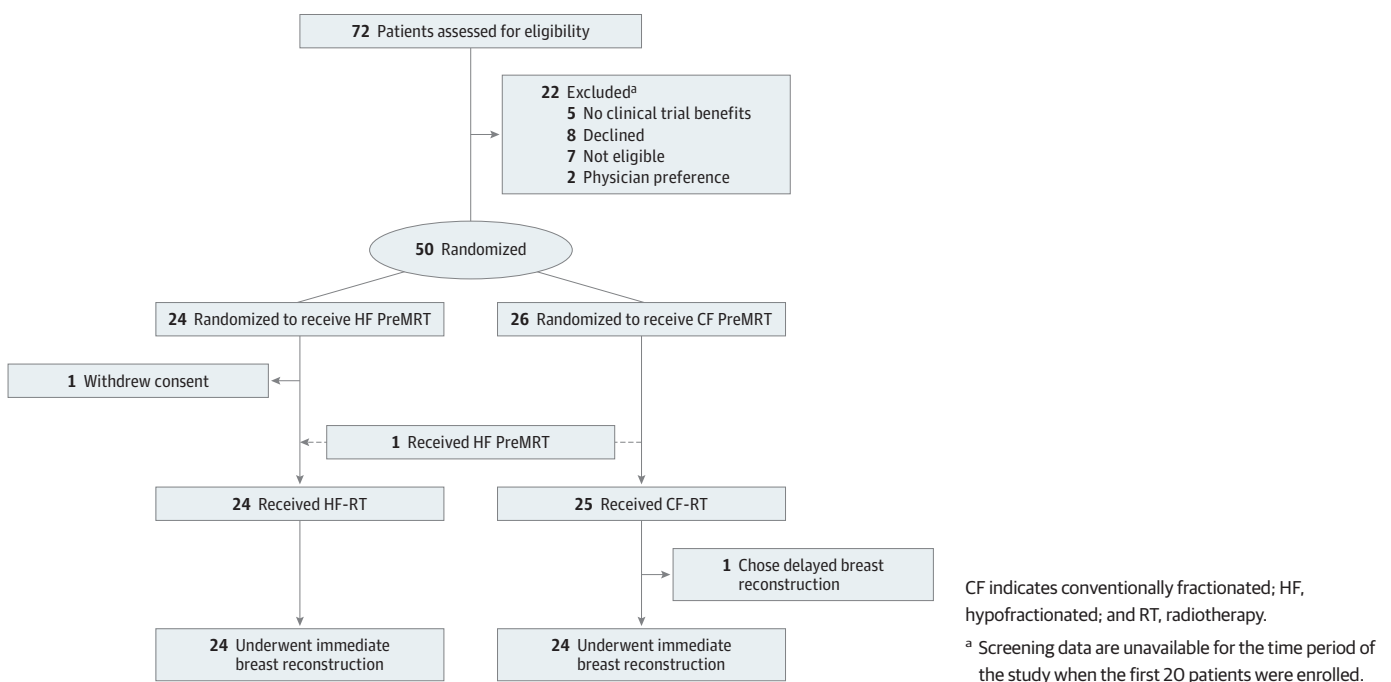 72 Patients assessed for eligibility
22 Excludedᵃ
5 No clinical trial benefits
8 Declined
7 Not eligible
2 Physician preference
50 Randomized
24 Randomized to receive HF PreMRT
26 Randomized to receive CF PreMRT
1 Withdrew consent
1 Received HF PreMRT
24 Received HF-RT
25 Received CF-RT
1 Chose delayed breast
reconstruction
24 Underwent immediate
breast reconstruction
24 Underwent immediate
breast reconstruction
CF indicates conventionally fractionated; HF,
hypofractionated; and RT, radiotherapy.
ᵃ Screening data are unavailable for the time period of
the study when the first 20 patients were enrolled.